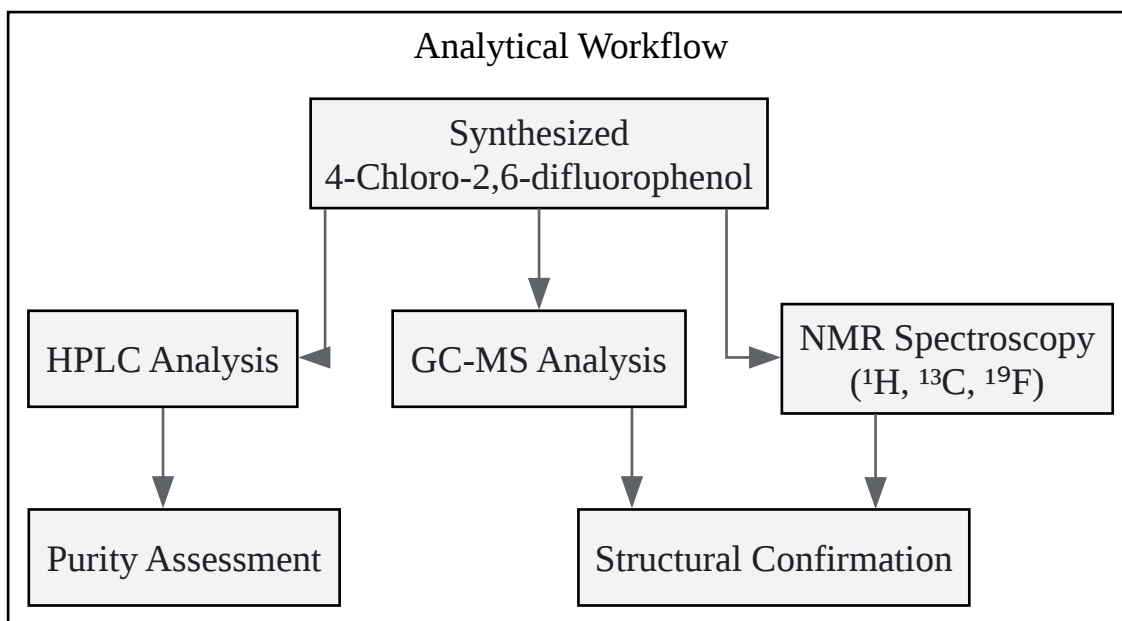 Analytical Workflow
Synthesized
4-Chloro-2,6-difluorophenol
HPLC Analysis
GC-MS Analysis
NMR Spectroscopy
(¹H, ¹³C, ¹⁹F)
Purity Assessment
Structural Confirmation